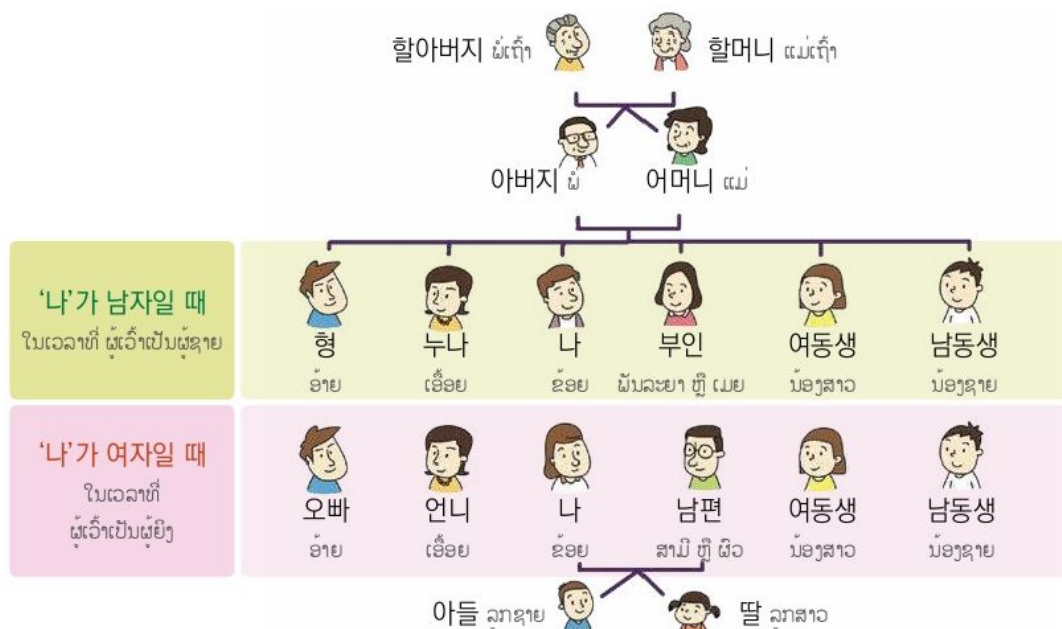 할아버지 ພໍ່ເຖົ້າ 할머니 ແມ່ເຖົ້າ
아버지 ພໍ່ 어머니 ແມ່
‘나’가 남자일 때
ໃນເວລາທີ່ ຜູ້ເວົ້າເປັນຜູ້ຊາຍ
형 누나 나 부인 여동생 남동생
ອ້າຍ ເອື້ອຍ ຂ້ອຍ ພັນລະຍາ ຫຼື ເມຍ ນ້ອງສາວ ນ້ອງຊາຍ
‘나’가 여자일 때
ໃນເວລາທີ່
ຜູ້ເວົ້າເປັນຜູ້ຍິງ
오빠 언니 나 남편 여동생 남동생
ອ້າຍ ເອື້ອຍ ຂ້ອຍ ສາມີ ຫຼື ຜົວ ນ້ອງສາວ ນ້ອງຊາຍ
아들 ລູກຊາຍ 딸 ລູກສາວ